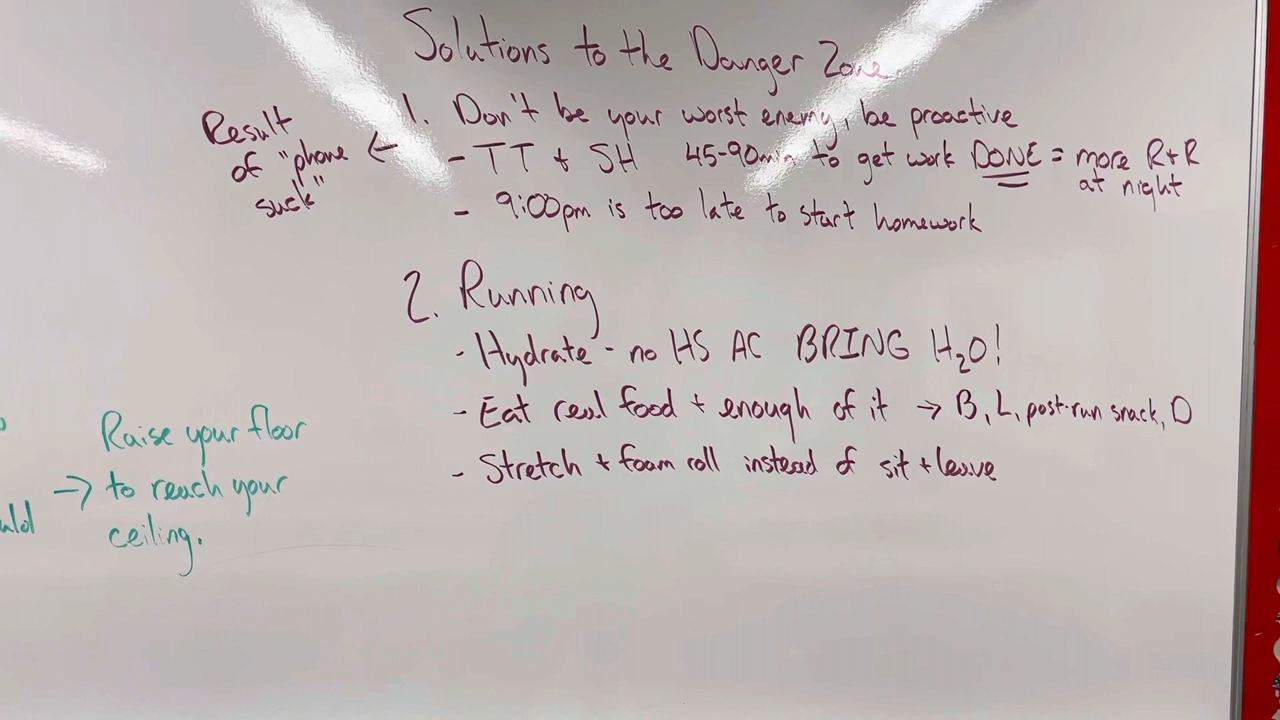 Solutions to the Danger Zone
1. Don't be your worst enemy, be proactive
Result
of "phone
suck"
←
- TT + SH 45-90min to get work DONE = more R+R
at night
- 9:00pm is too late to start homework
2. Running
- Hydrate - no HS AC BRING H₂O!
- Eat real food + enough of it → B, L, post-run snack, D
- Stretch + foam roll instead of sit + leave
Raise your floor
→ to reach your
ceiling.